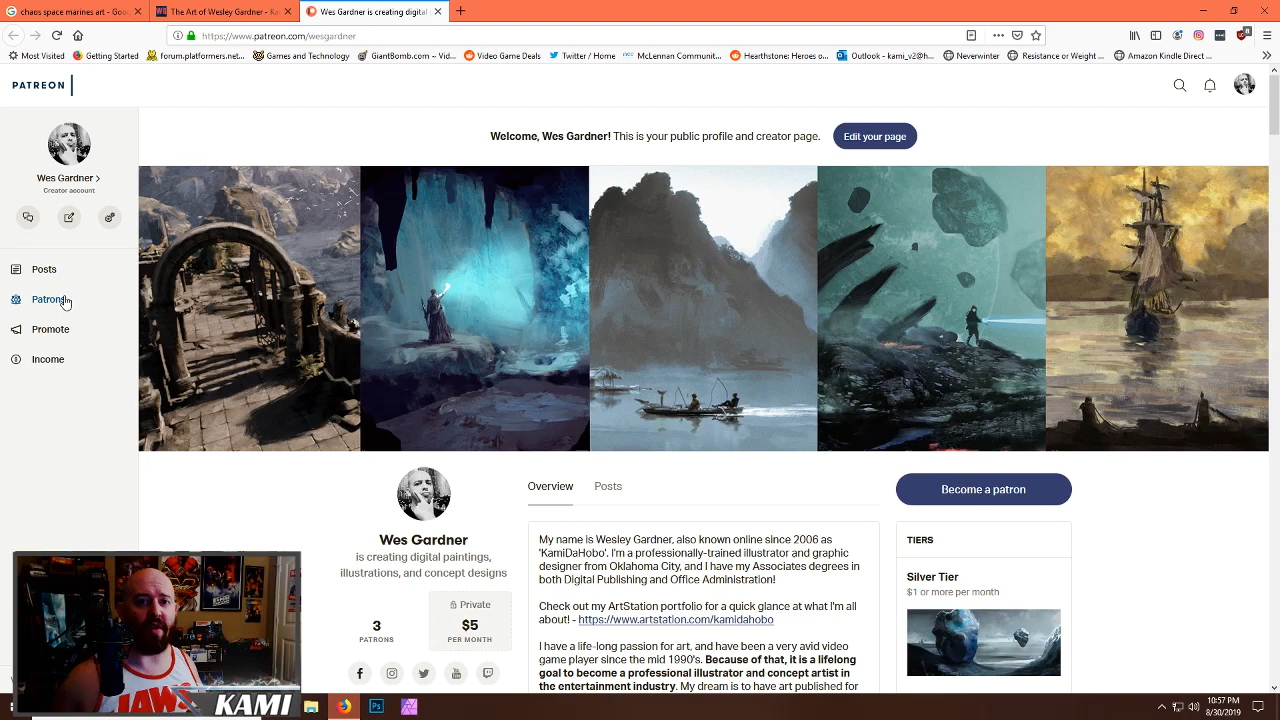 chaos space marines art - Goo
The Art of Wesley Gardner - Ka
Wes Gardner is creating digital
https://www.patreon.com/wesgardner
Most Visited
Getting Started
forum.platformers.net...
Games and Technology
GiantBomb.com ~ Vid...
Video Game Deals
Twitter / Home
McLennan Communit...
Hearthstone: Heroes o...
Outlook - kami_v2@h...
Neverwinter
Resistance or Weight ...
Amazon Kindle Direct ...
PATREON
Welcome, Wes Gardner! This is your public profile and creator page.
Edit your page
Wes Gardner
Creator account
Posts
Patrons
Promote
Income
Overview
Posts
Become a patron
Wes Gardner
is creating digital paintings,
illustrations, and concept designs
3
PATRONS
Private
$5
PER MONTH
My name is Wesley Gardner, also known online since 2006 as
'KamiDaHobo'. I'm a professionally-trained illustrator and graphic
designer from Oklahoma City, and I have my Associates degrees in
both Digital Publishing and Office Administration!
Check out my ArtStation portfolio for a quick glance at what I'm all
about! - https://www.artstation.com/kamidahobo
I have a life-long passion for art, and have been a very avid video
game player since the mid 1990's. Because of that, it is a lifelong
goal to become a professional illustrator and concept artist in
the entertainment industry. My dream is to have art published for
TIERS
Silver Tier
$1 or more per month
JAWS
KAMI
10:57 PM
8/30/2019